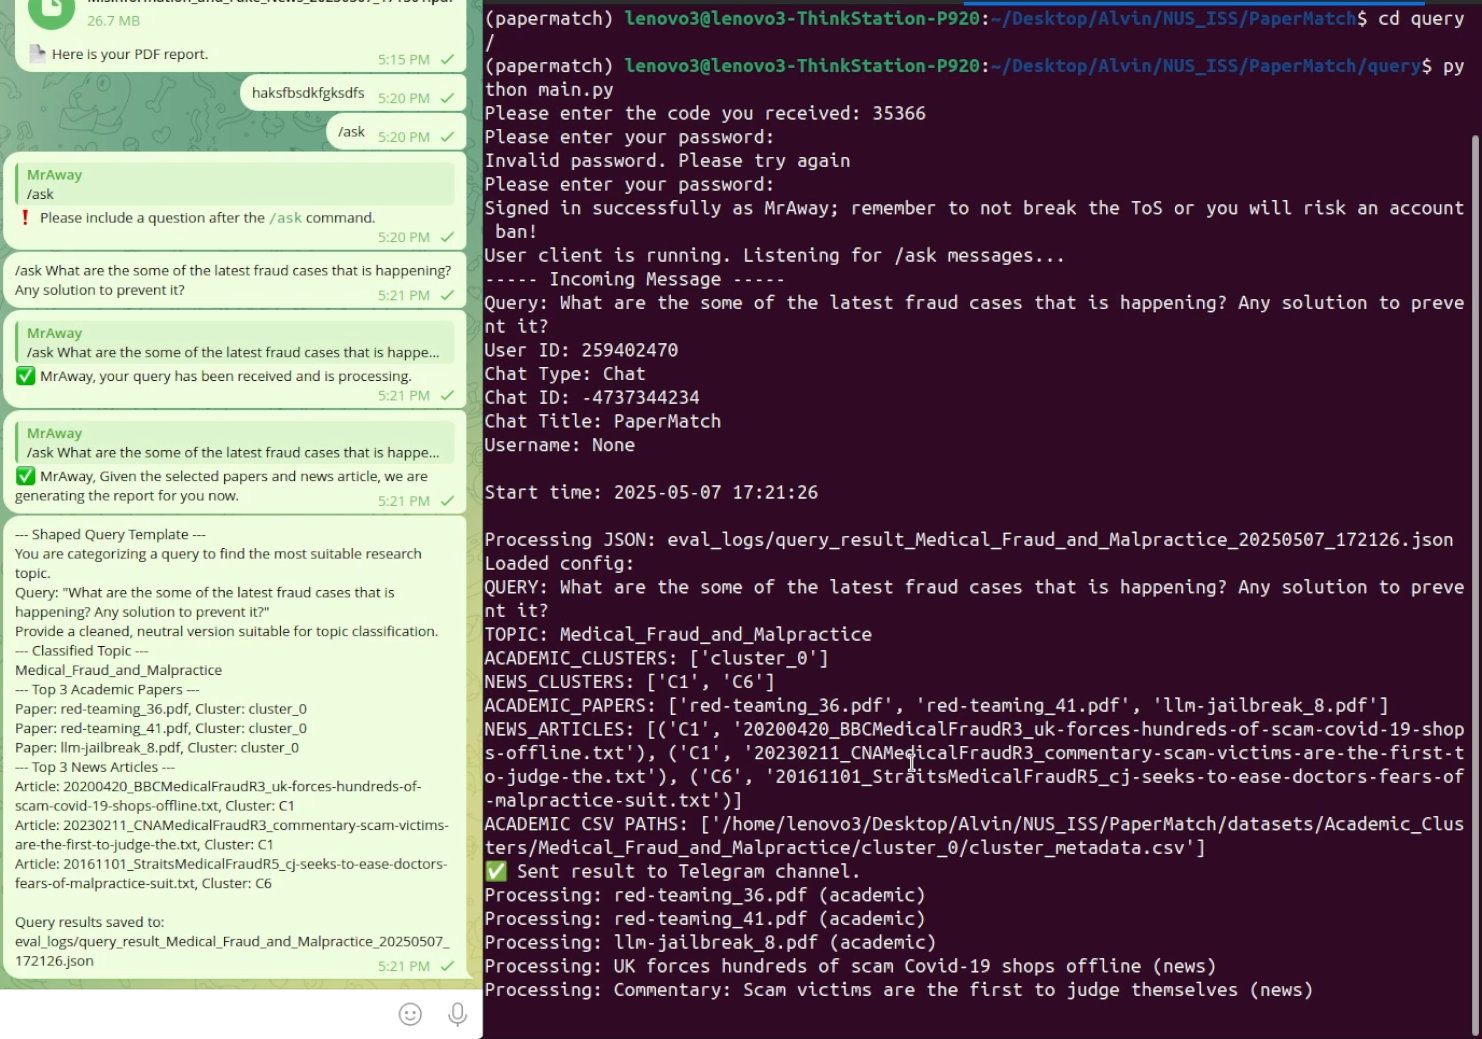 26.7 MB
Here is your PDF report.
5:15 PM
haksfbsdkfgksdfs
5:20 PM
/ask
5:20 PM
MrAway
/ask
❗ Please include a question after the /ask command.
5:20 PM
/ask What are the some of the latest fraud cases that is happening?
Any solution to prevent it?
5:21 PM
MrAway
/ask What are the some of the latest fraud cases that is happe...
✅ MrAway, your query has been received and is processing.
5:21 PM
MrAway
/ask What are the some of the latest fraud cases that is happe...
✅ MrAway, Given the selected papers and news article, we are
generating the report for you now.
5:21 PM
--- Shaped Query Template ---
You are categorizing a query to find the most suitable research
topic.
Query: "What are the some of the latest fraud cases that is
happening? Any solution to prevent it?"
Provide a cleaned, neutral version suitable for topic classification.
--- Classified Topic ---
Medical_Fraud_and_Malpractice
--- Top 3 Academic Papers ---
Paper: red-teaming_36.pdf, Cluster: cluster_0
Paper: red-teaming_41.pdf, Cluster: cluster_0
Paper: llm-jailbreak_8.pdf, Cluster: cluster_0
--- Top 3 News Articles ---
Article: 20200420_BBCMedicalFraudR3_uk-forces-hundreds-of-
scam-covid-19-shops-offline.txt, Cluster: C1
Article: 20230211_CNAMedicalFraudR3_commentary-scam-victims-
are-the-first-to-judge-the.txt, Cluster: C1
Article: 20161101_StraitsMedicalFraudR5_cj-seeks-to-ease-doctors-
fears-of-malpractice-suit.txt, Cluster: C6
Query results saved to:
eval_logs/query_result_Medical_Fraud_and_Malpractice_20250507_
172126.json
5:21 PM
(papermatch) lenovo3@lenovo3-ThinkStation-P920:~/Desktop/Alvin/NUS_ISS/PaperMatch$ cd query
/
(papermatch) lenovo3@lenovo3-ThinkStation-P920:~/Desktop/Alvin/NUS_ISS/PaperMatch/query$ py
thon main.py
Please enter the code you received: 35366
Please enter your password:
Invalid password. Please try again
Please enter your password:
Signed in successfully as MrAway; remember to not break the ToS or you will risk an account
ban!
User client is running. Listening for /ask messages...
----- Incoming Message -----
Query: What are the some of the latest fraud cases that is happening? Any solution to preve
nt it?
User ID: 259402470
Chat Type: Chat
Chat ID: -4737344234
Chat Title: PaperMatch
Username: None
Start time: 2025-05-07 17:21:26
Processing JSON: eval_logs/query_result_Medical_Fraud_and_Malpractice_20250507_172126.json
Loaded config:
QUERY: What are the some of the latest fraud cases that is happening? Any solution to preve
nt it?
TOPIC: Medical_Fraud_and_Malpractice
ACADEMIC_CLUSTERS: ['cluster_0']
NEWS_CLUSTERS: ['C1', 'C6']
ACADEMIC_PAPERS: ['red-teaming_36.pdf', 'red-teaming_41.pdf', 'llm-jailbreak_8.pdf']
NEWS_ARTICLES: [('C1', '20200420_BBCMedicalFraudR3_uk-forces-hundreds-of-scam-covid-19-shop
s-offline.txt'), ('C1', '20230211_CNAMedicalFraudR3_commentary-scam-victims-are-the-first-t
o-judge-the.txt'), ('C6', '20161101_StraitsMedicalFraudR5_cj-seeks-to-ease-doctors-fears-of
-malpractice-suit.txt')]
ACADEMIC CSV PATHS: ['/home/lenovo3/Desktop/Alvin/NUS_ISS/PaperMatch/datasets/Academic_Clus
ters/Medical_Fraud_and_Malpractice/cluster_0/cluster_metadata.csv']
✅ Sent result to Telegram channel.
Processing: red-teaming_36.pdf (academic)
Processing: red-teaming_41.pdf (academic)
Processing: llm-jailbreak_8.pdf (academic)
Processing: UK forces hundreds of scam Covid-19 shops offline (news)
Processing: Commentary: Scam victims are the first to judge themselves (news)